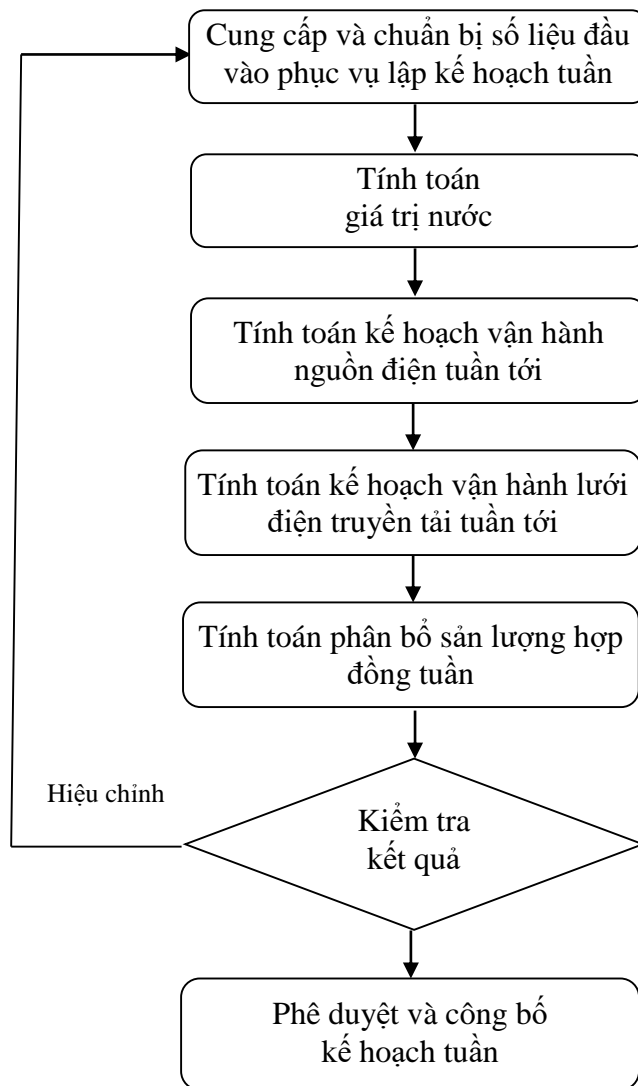 Cung cấp và chuẩn bị số liệu đầu
vào phục vụ lập kế hoạch tuần
Tính toán
giá trị nước
Tính toán kế hoạch vận hành
nguồn điện tuần tới
Tính toán kế hoạch vận hành lưới
điện truyền tải tuần tới
Tính toán phân bổ sản lượng hợp
đồng tuần
Hiệu chỉnh
Kiểm tra
kết quả
Phê duyệt và công bố
kế hoạch tuần